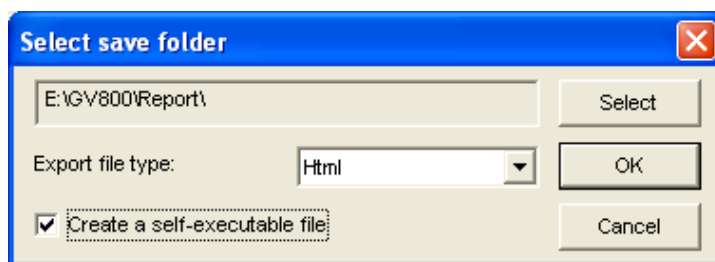 Select save folder
E:\GV800\Report\
Select
Export file type:
Html
OK
Create a self-executable file
Cancel